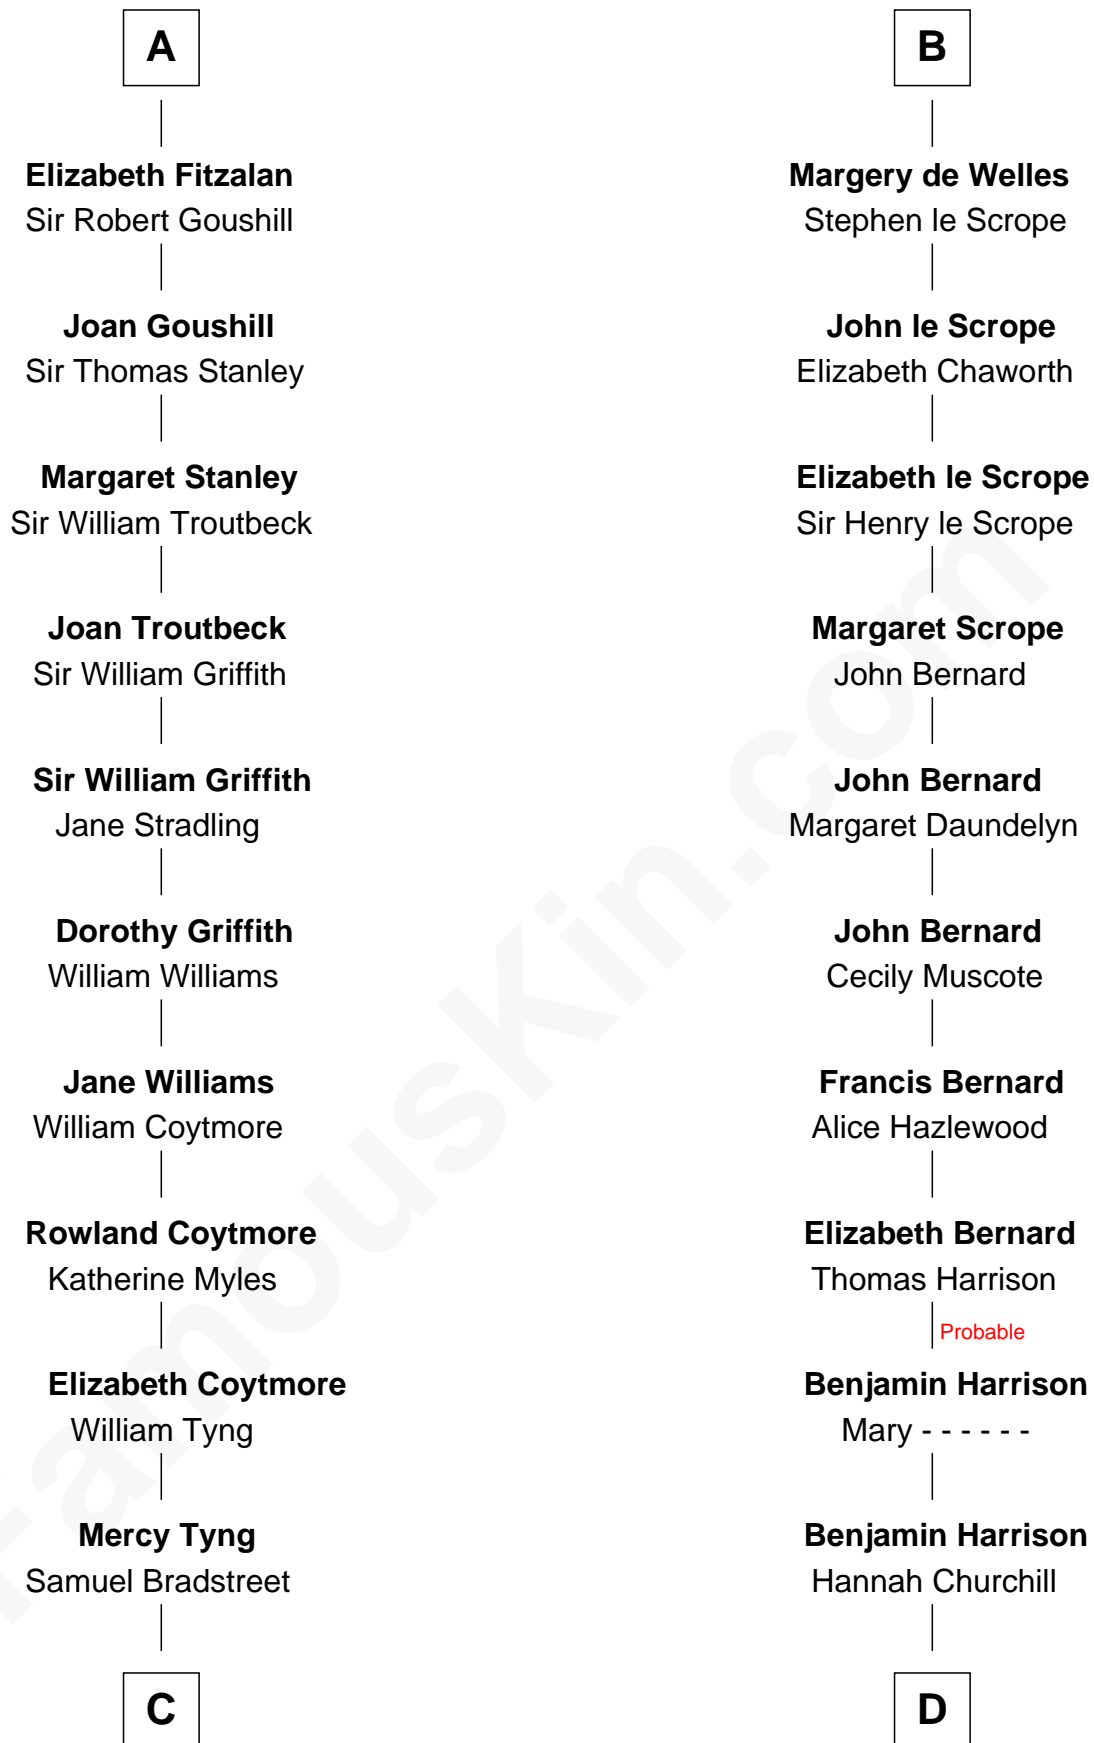 A
Elizabeth Fitzalan
Sir Robert Goushill
Joan Goushill
Sir Thomas Stanley
Margaret Stanley
Sir William Troutbeck
Joan Troutbeck
Sir William Griffith
Sir William Griffith
Jane Stradling
Dorothy Griffith
William Williams
Jane Williams
William Coytmore
Rowland Coytmore
Katherine Myles
Elizabeth Coytmore
William Tyng
Mercy Tyng
Samuel Bradstreet
C
B
Margery de Welles
Stephen le Scrope
John le Scrope
Elizabeth Chaworth
Elizabeth le Scrope
Sir Henry le Scrope
Margaret Scrope
John Bernard
John Bernard
Margaret Daundelyn
John Bernard
Cecily Muscote
Francis Bernard
Alice Hazlewood
Elizabeth Bernard
Thomas Harrison
Probable
Benjamin Harrison
Mary - - - - - -
Benjamin Harrison
Hannah Churchill
D
FamousKin.com